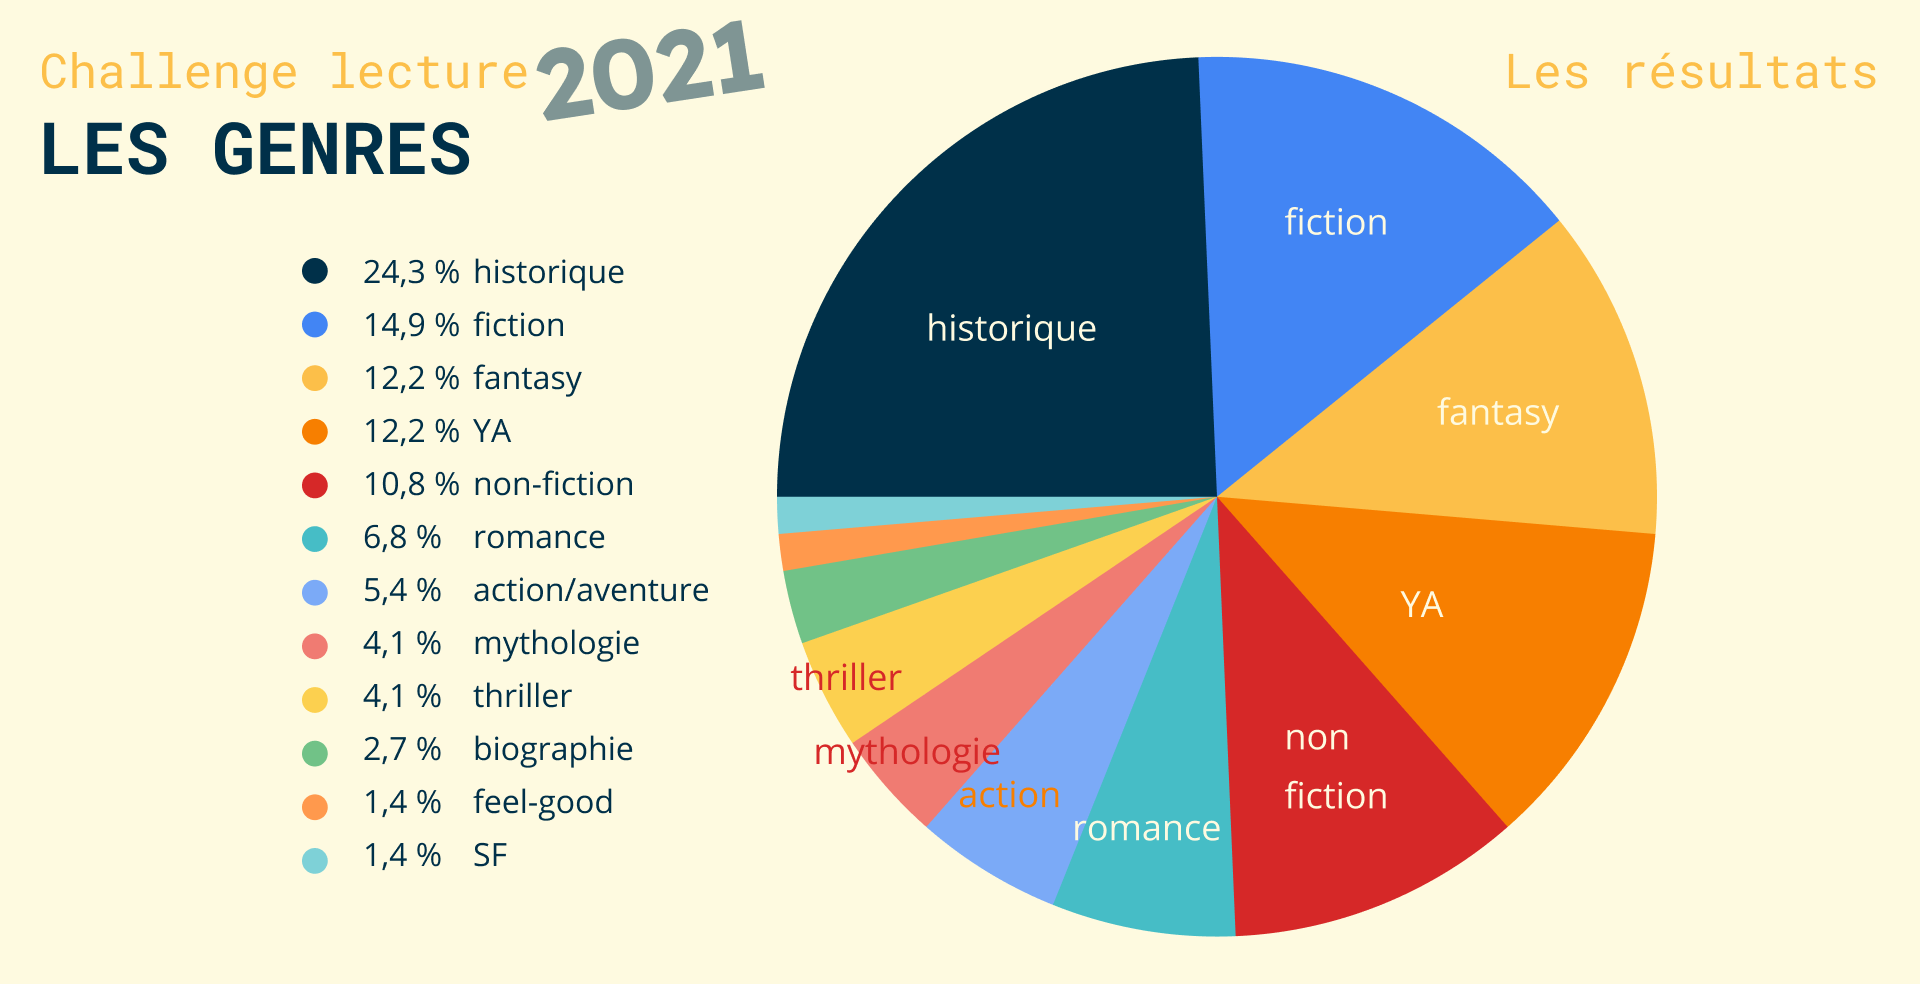 Challenge lecture 2021
Les résultats
LES GENRES
24,3 % historique
14,9 % fiction
12,2 % fantasy
12,2 % YA
10,8 % non-fiction
6,8 % romance
5,4 % action/aventure
4,1 % mythologie
4,1 % thriller
2,7 % biographie
1,4 % feel-good
1,4 % SF
fiction
historique
fantasy
YA
thriller
non
fiction
mythologie
action
romance